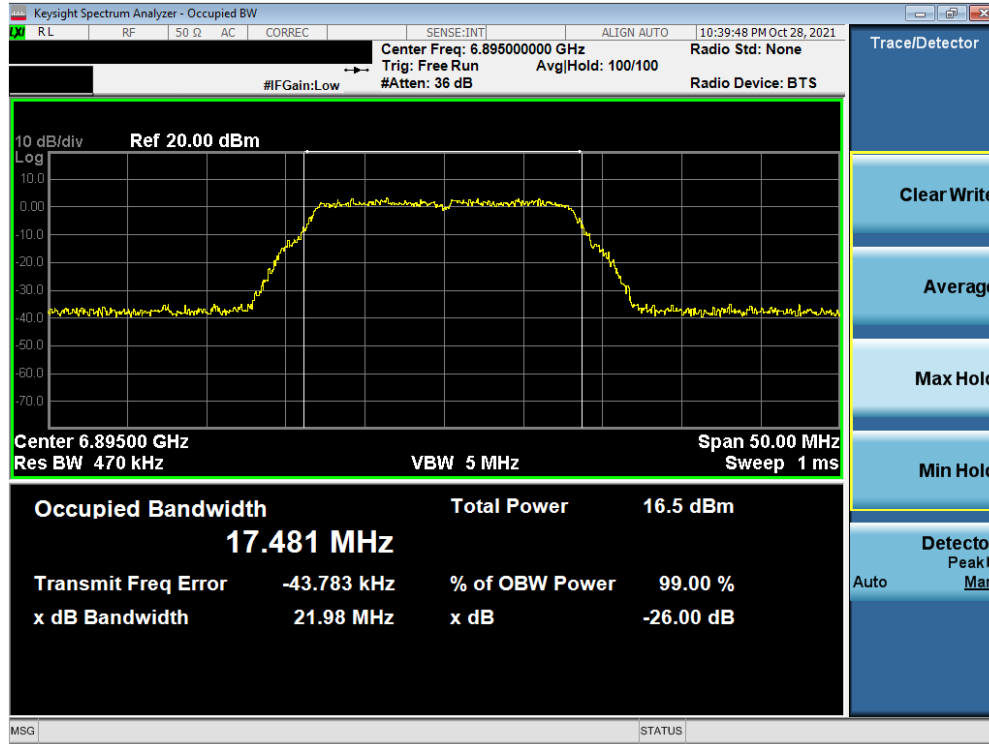 Keysight Spectrum Analyzer - Occupied BW
LXI RL RF 50 Ω AC CORREC SENSE:INT ALIGN AUTO 10:39:48 PM Oct 28, 2021
Center Freq: 6.895000000 GHz Radio Std: None
Trig: Free Run Avg|Hold: 100/100
#IFGain:Low #Atten: 36 dB Radio Device: BTS
Trace/Detector
10 dB/div Ref 20.00 dBm
Log
10.0
0.00
-10.0
-20.0
-30.0
-40.0
-50.0
-60.0
-70.0
Center 6.89500 GHz Span 50.00 MHz
Res BW 470 kHz VBW 5 MHz Sweep 1 ms
Occupied Bandwidth Total Power 16.5 dBm
17.481 MHz
Transmit Freq Error -43.783 kHz % of OBW Power 99.00 %
x dB Bandwidth 21.98 MHz x dB -26.00 dB
Clear Write
Average
Max Hold
Min Hold
Detecto
Peak
Auto Man
MSG STATUS